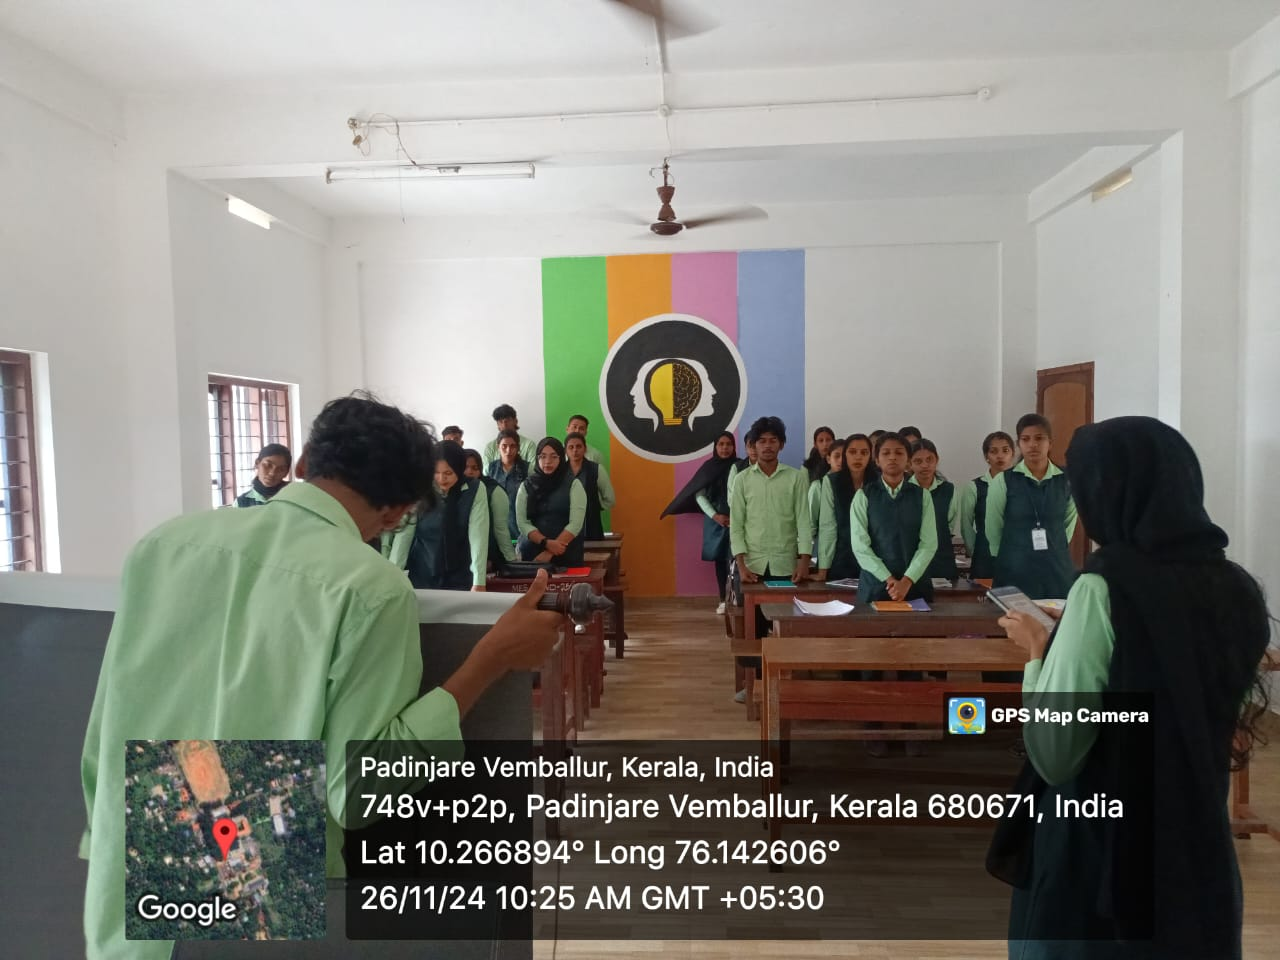 GPS Map Camera
Padinjare Vemballur, Kerala, India
748v+p2p, Padinjare Vemballur, Kerala 680671, India
Lat 10.266894° Long 76.142606°
26/11/24 10:25 AM GMT +05:30
Google